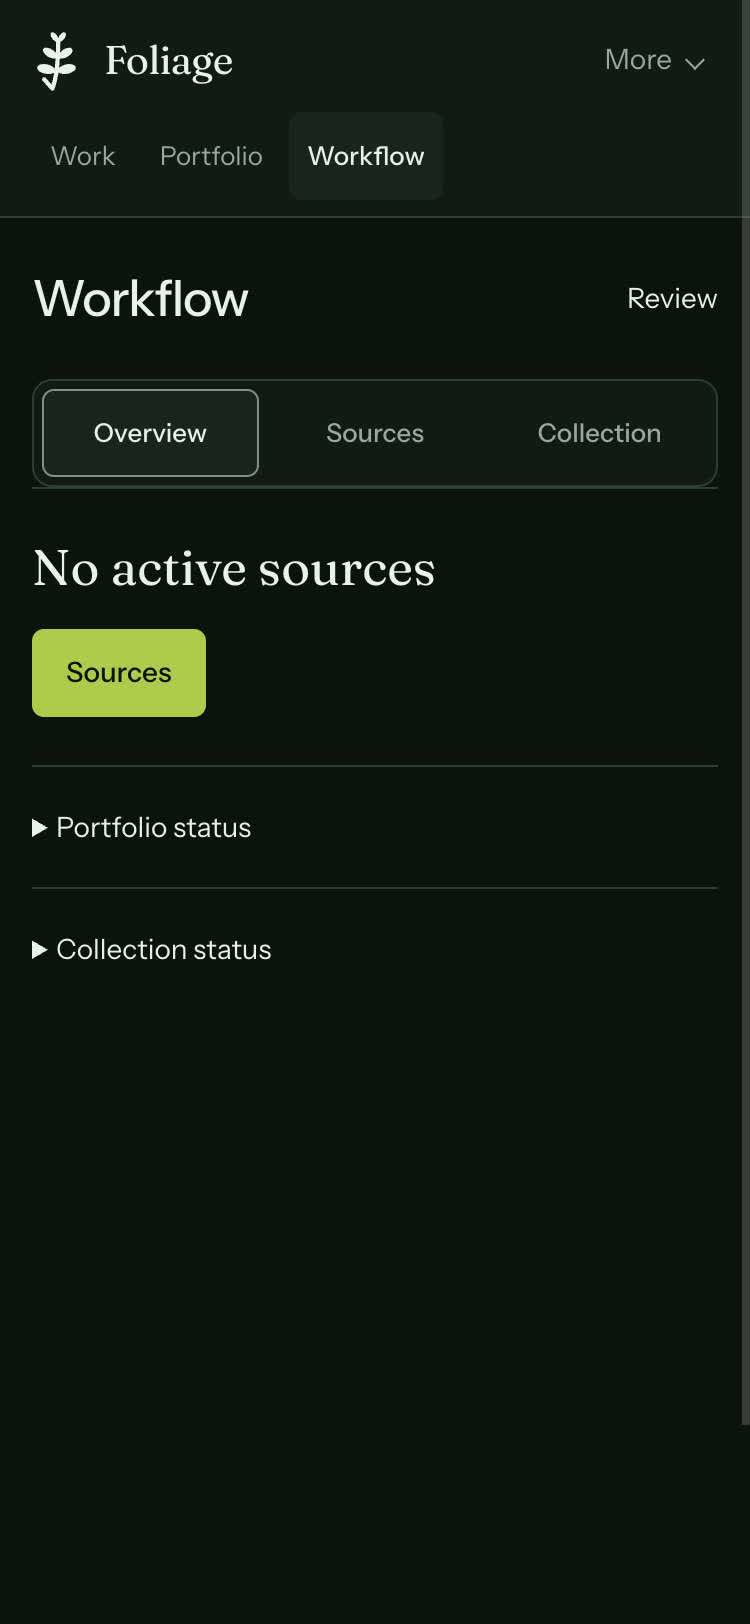 Foliage
More
Work Portfolio Workflow
Workflow
Review
Overview Sources Collection
No active sources
Sources
Portfolio status
Collection status